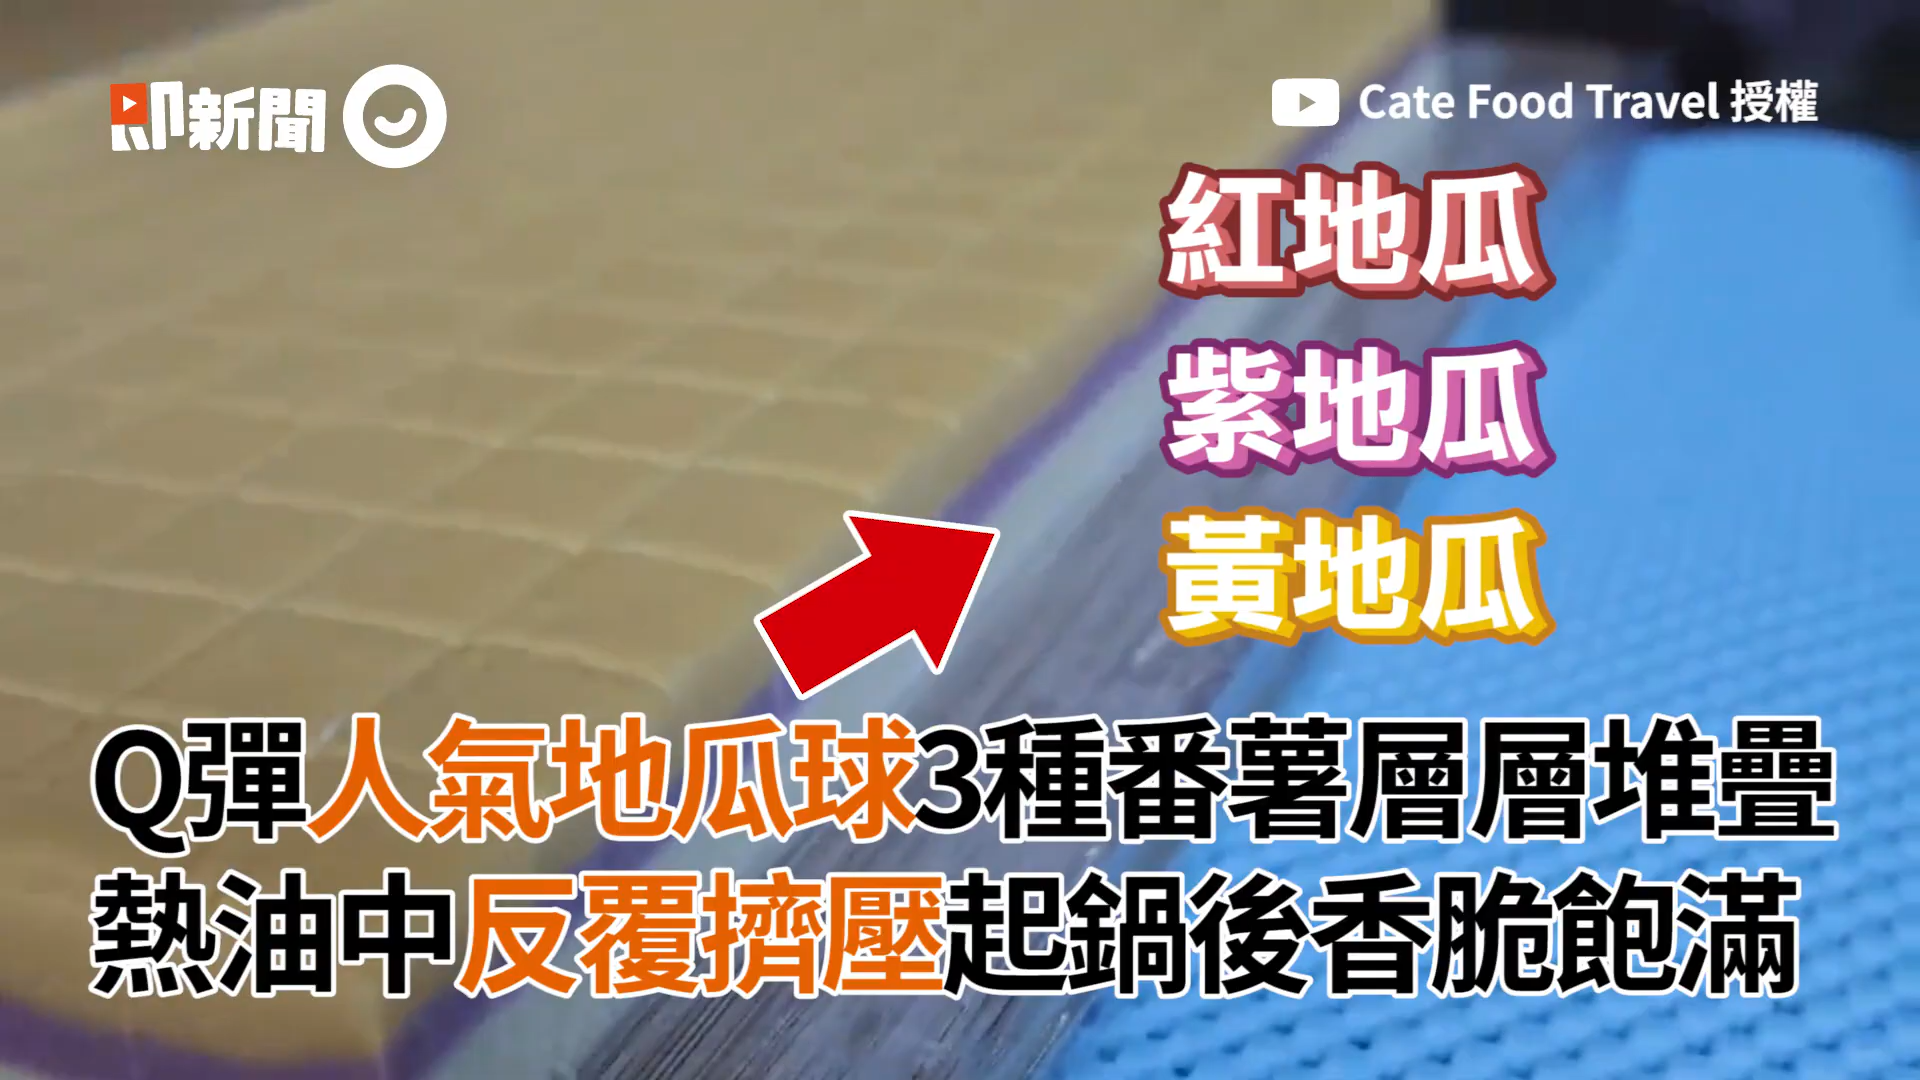 即新聞
Cate Food Travel 授權
紅地瓜
紫地瓜
黃地瓜
Q彈人氣地瓜球3種番薯層層堆疊
熱油中反覆擠壓起鍋後香脆飽滿